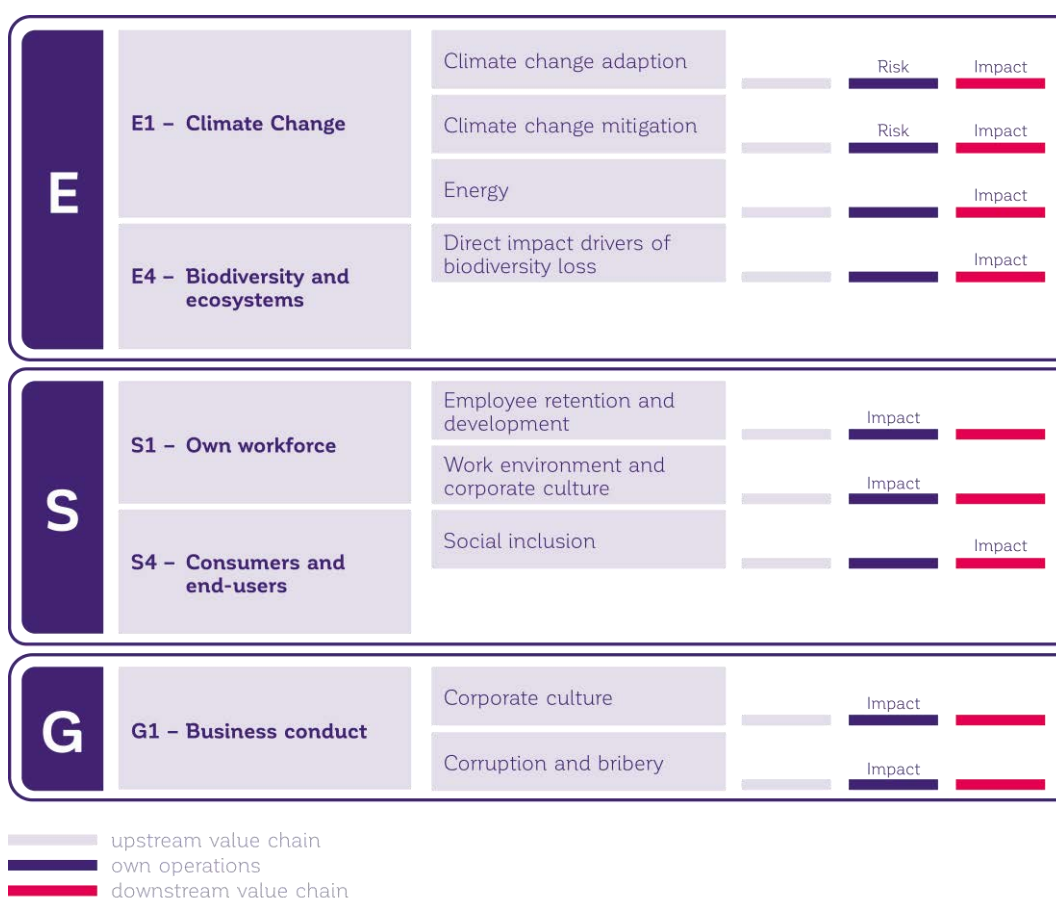 E
E1 – Climate Change
Climate change adaption
Risk
Impact
Climate change mitigation
Risk
Impact
Energy
Impact
E4 – Biodiversity and
ecosystems
Direct impact drivers of
biodiversity loss
Impact
S
S1 – Own workforce
Employee retention and
development
Impact
Work environment and
corporate culture
Impact
S4 – Consumers and
end-users
Social inclusion
Impact
G
G1 – Business conduct
Corporate culture
Impact
Corruption and bribery
Impact
upstream value chain
own operations
downstream value chain